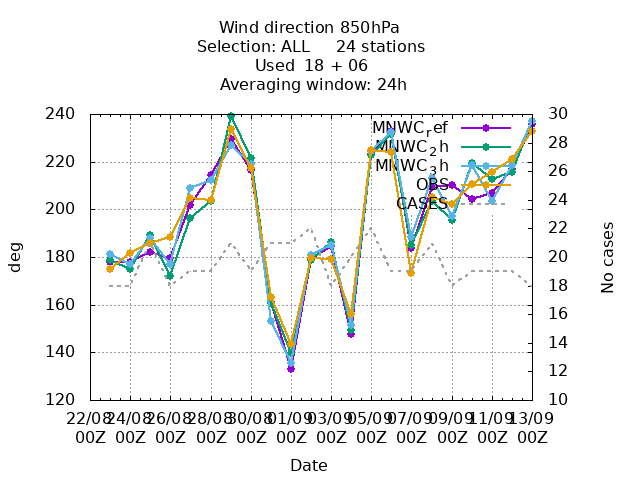 Wind direction 850hPa
Selection: ALL 24 stations
Used 18 + 06
Averaging window: 24h
240 30
220 28
200 26
180 24
160 22
140 20
120 18
16
14
12
10
MNWCref
MNWC2h
MNWC3h
OBS
CASES
deg
No cases
22/08 24/08 26/08 28/08 30/08 01/09 03/09 05/09 07/09 09/09 11/09 13/09
00Z 00Z 00Z 00Z 00Z 00Z 00Z 00Z 00Z 00Z 00Z 00Z
Date